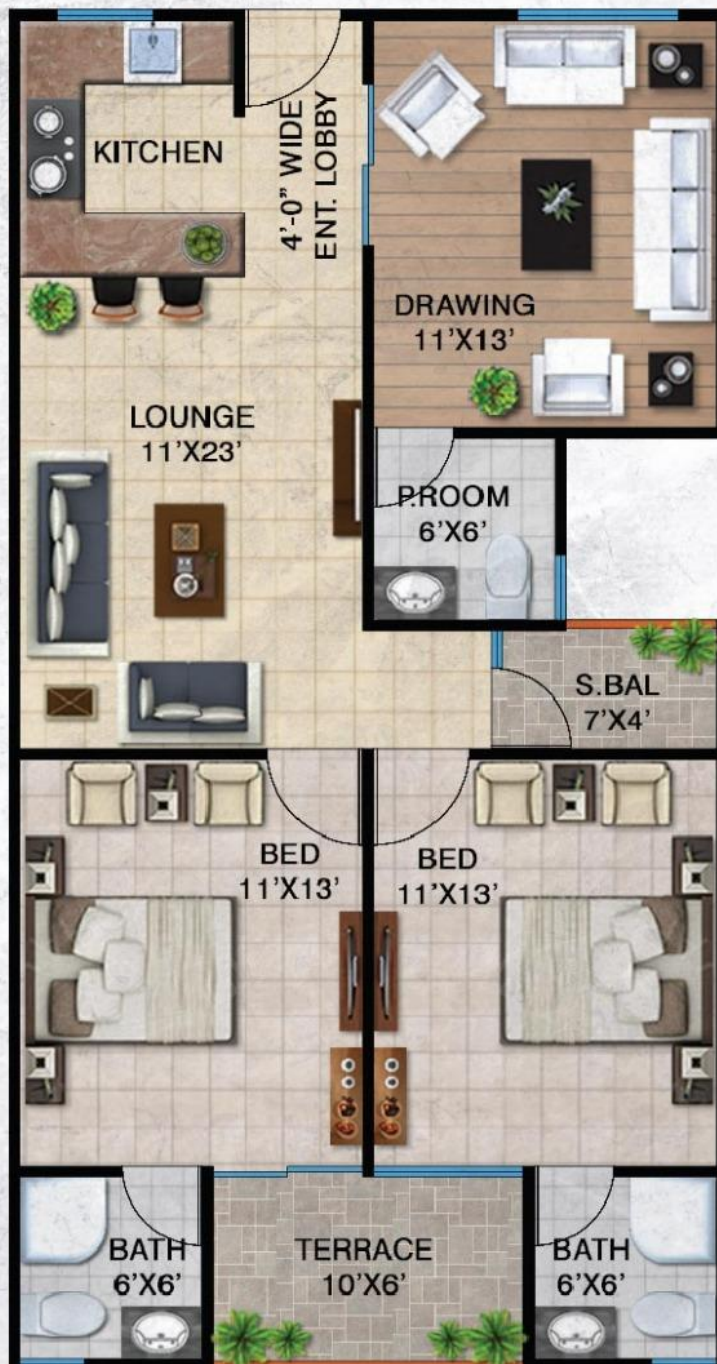 KITCHEN
4'-0" WIDE
ENT. LOBBY
DRAWING
11'X13'
LOUNGE
11'X23'
P.ROOM
6'X6'
S.BAL
7'X4'
BED
11'X13'
BED
11'X13'
BATH
6'X6'
TERRACE
10'X6'
BATH
6'X6'